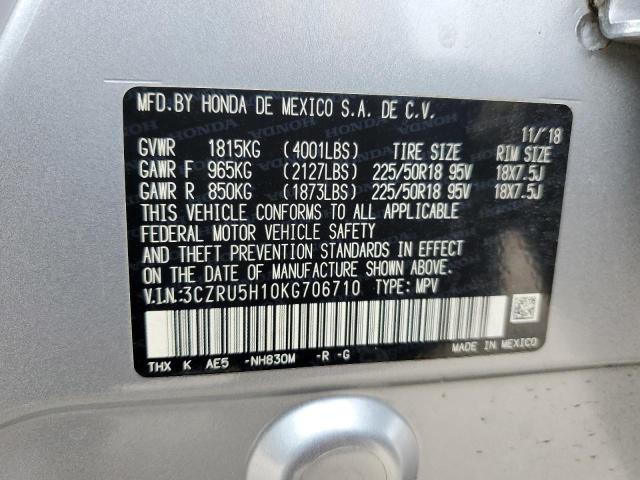 MFD.BY HONDA DE MEXICO S.A. DE C.V.
11/'18
GVWR 1815KG (4001LBS) TIRE SIZE RIM SIZE
GAWR F 965KG (2127LBS) 225/50R18 95V 18X7.5J
GAWR R 850KG (1873LBS) 225/50R18 95V 18X7.5J
THIS VEHICLE CONFORMS TO ALL APPLICABLE
FEDERAL MOTOR VEHICLE SAFETY
AND THEFT PREVENTION STANDARDS IN EFFECT
ON THE DATE OF MANUFACTURE SHOWN ABOVE.
V.I.N.:3CZRU5H10KG706710 TYPE: MPV
THX K AE5 -NH830M -R -G
MADE IN MEXICO